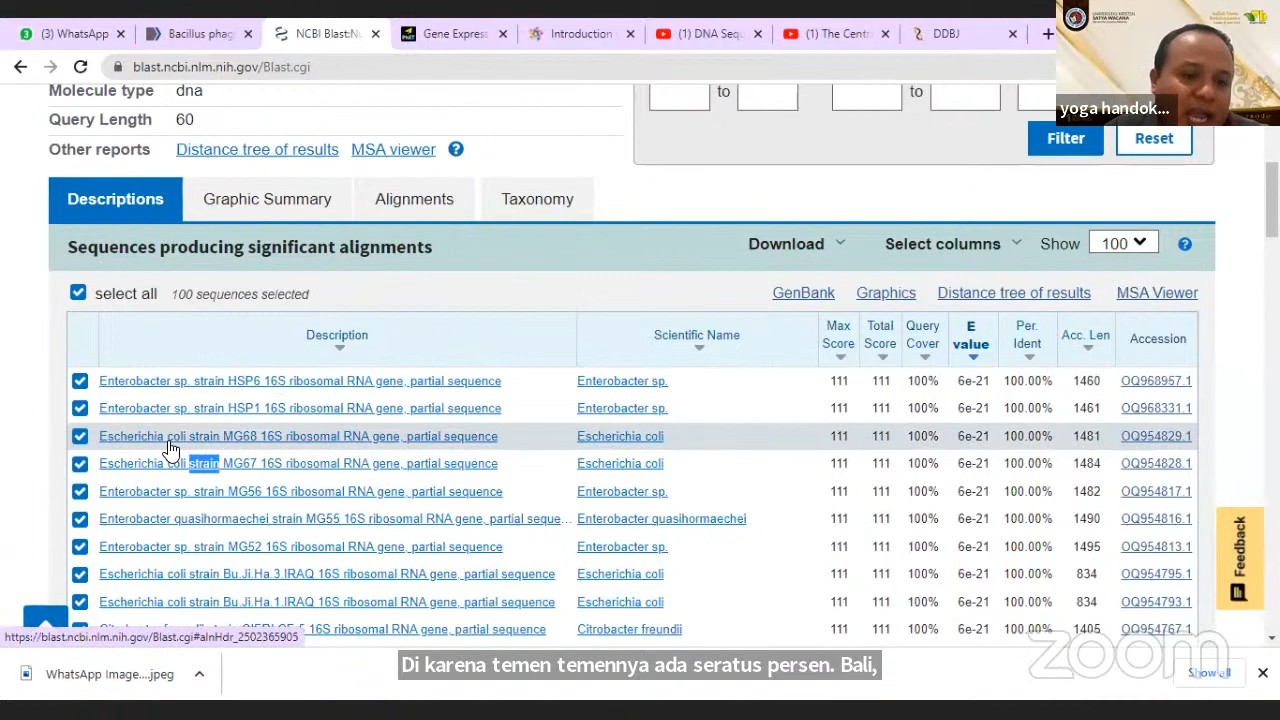 (3) WhatsApp
Bacillus phag
NCBI Blast:Nu
Gene Express
Introduction
(1) DNA Sequ
(1) The Centr
DDBJ
UNIVERSITAS KRISTEN
SATYA WACANA
blast.ncbi.nlm.nih.gov/Blast.cgi
yoga handok...
Molecule type dna
to
to
Query Length 60
Other reports Distance tree of results MSA viewer ?
Filter Reset
Descriptions Graphic Summary Alignments Taxonomy
Sequences producing significant alignments Download Select columns Show 100 ?
select all 100 sequences selected GenBank Graphics Distance tree of results MSA Viewer
Description Scientific Name Max Score Total Score Query Cover E value Per. Ident Acc. Len Accession
Enterobacter sp. strain HSP6 16S ribosomal RNA gene, partial sequence Enterobacter sp. 111 111 100% 6e-21 100.00% 1460 OQ968957.1
Enterobacter sp. strain HSP1 16S ribosomal RNA gene, partial sequence Enterobacter sp. 111 111 100% 6e-21 100.00% 1461 OQ968331.1
Escherichia coli strain MG68 16S ribosomal RNA gene, partial sequence Escherichia coli 111 111 100% 6e-21 100.00% 1481 OQ954829.1
Escherichia coli strain MG67 16S ribosomal RNA gene, partial sequence Escherichia coli 111 111 100% 6e-21 100.00% 1484 OQ954828.1
Enterobacter sp. strain MG56 16S ribosomal RNA gene, partial sequence Enterobacter sp. 111 111 100% 6e-21 100.00% 1482 OQ954817.1
Enterobacter quasihormaechei strain MG55 16S ribosomal RNA gene, partial seque... Enterobacter quasihormaechei 111 111 100% 6e-21 100.00% 1490 OQ954816.1
Enterobacter sp. strain MG52 16S ribosomal RNA gene, partial sequence Enterobacter sp. 111 111 100% 6e-21 100.00% 1495 OQ954813.1
Escherichia coli strain Bu.Ji.Ha.3.IRAQ 16S ribosomal RNA gene, partial sequence Escherichia coli 111 111 100% 6e-21 100.00% 834 OQ954795.1
Escherichia coli strain Bu.Ji.Ha.1.IRAQ 16S ribosomal RNA gene, partial sequence Escherichia coli 111 111 100% 6e-21 100.00% 834 OQ954793.1
5 16S ribosomal RNA gene, partial sequence Citrobacter freundii 111 111 100% 6e-21 100.00% 1405 OQ954767.1
Feedback
https://blast.ncbi.nlm.nih.gov/Blast.cgi#alnHdr_2502365905
zoom
WhatsApp Image....jpeg
Di karena temen temennya ada seratus persen. Bali,
Show all